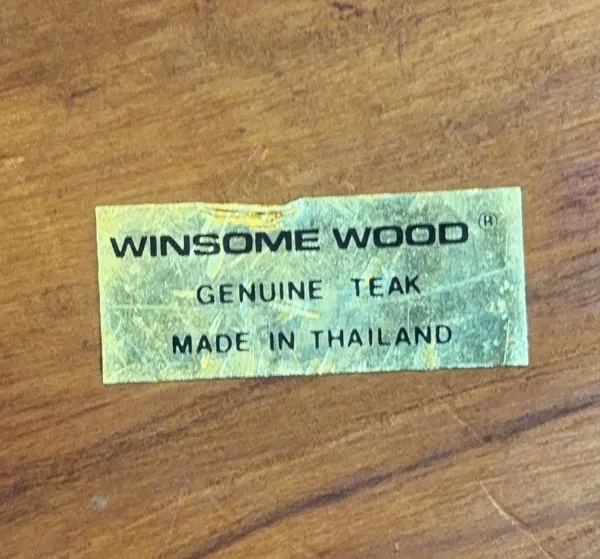 WINSOME WOOD ®
GENUINE TEAK
MADE IN THAILAND